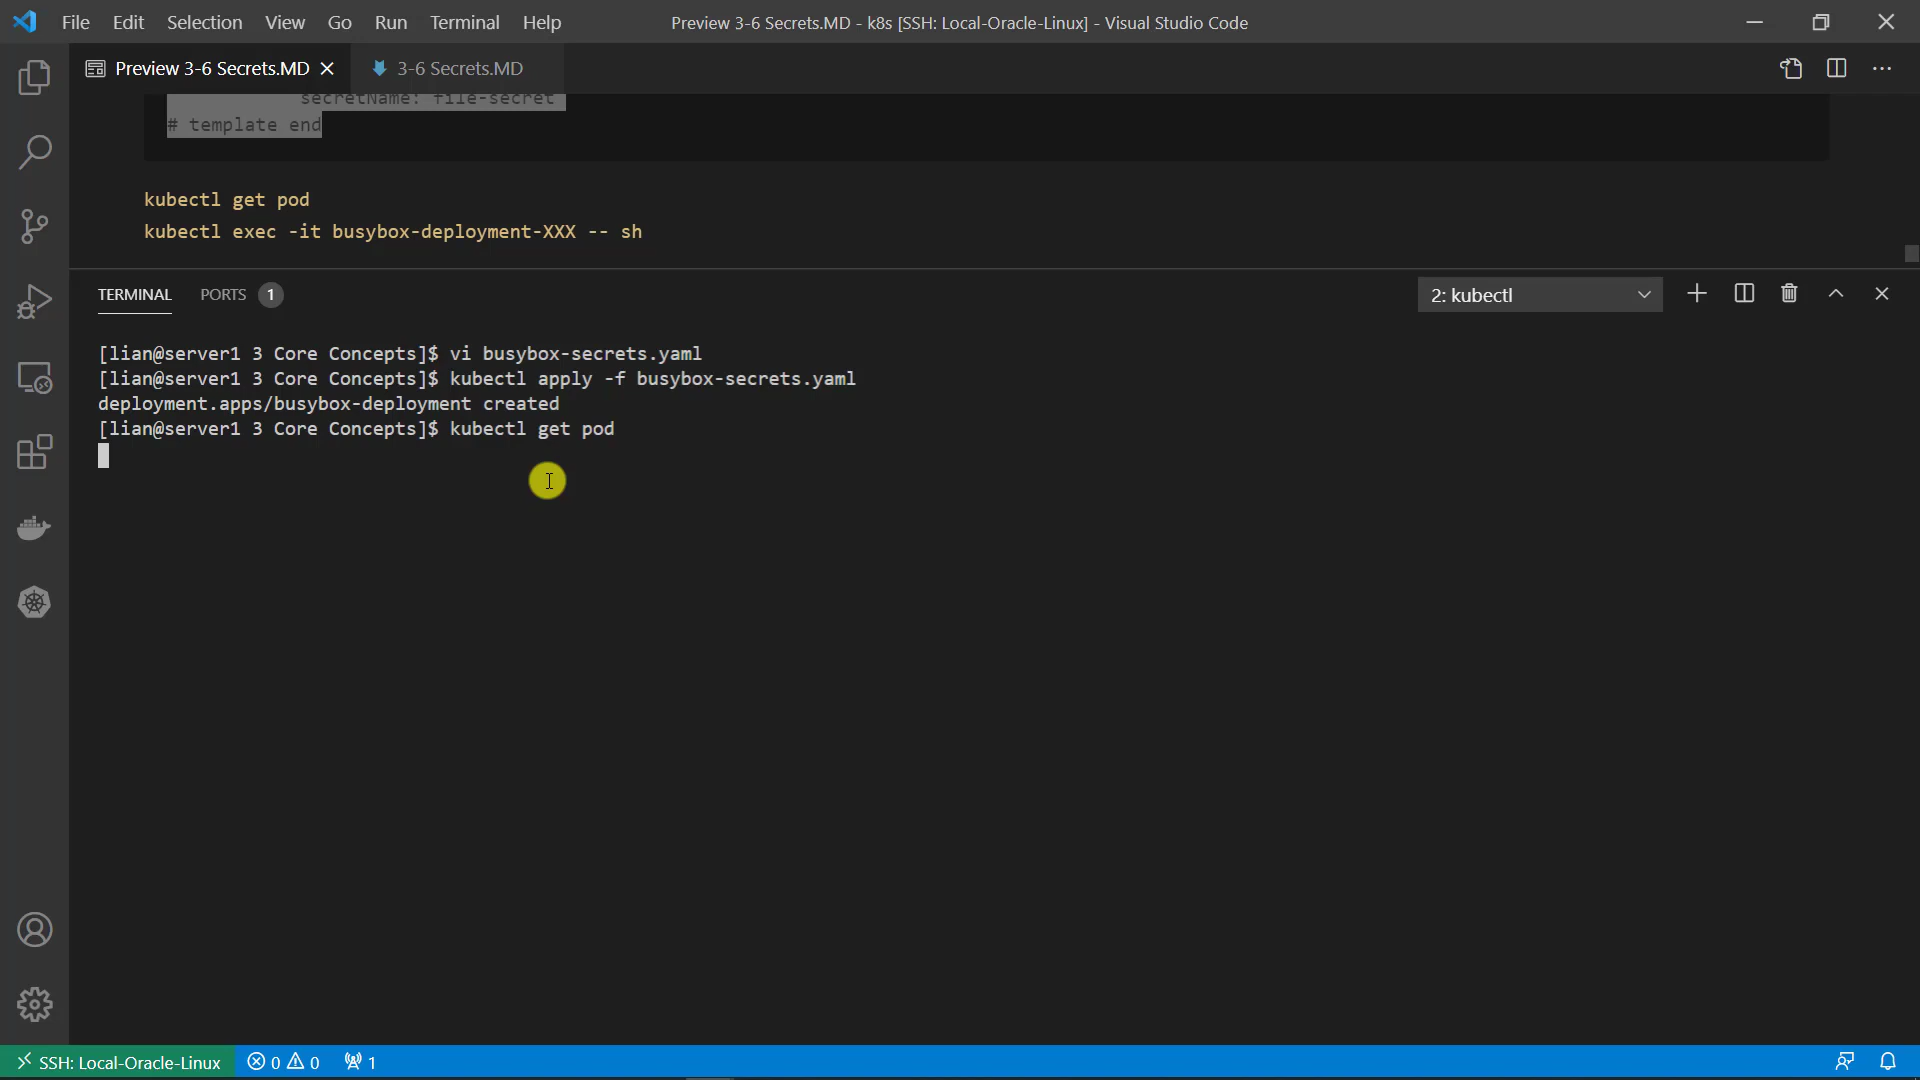 File Edit Selection View Go Run Terminal Help Preview 3-6 Secrets.MD - k8s [SSH: Local-Oracle-Linux] - Visual Studio Code
Preview 3-6 Secrets.MD 3-6 Secrets.MD
secretName: file-secret
# template end
kubectl get pod
kubectl exec -it busybox-deployment-XXX -- sh
TERMINAL PORTS 1 2: kubectl
[lian@server1 3 Core Concepts]$ vi busybox-secrets.yaml
[lian@server1 3 Core Concepts]$ kubectl apply -f busybox-secrets.yaml
deployment.apps/busybox-deployment created
[lian@server1 3 Core Concepts]$ kubectl get pod
SSH: Local-Oracle-Linux 0 0 1